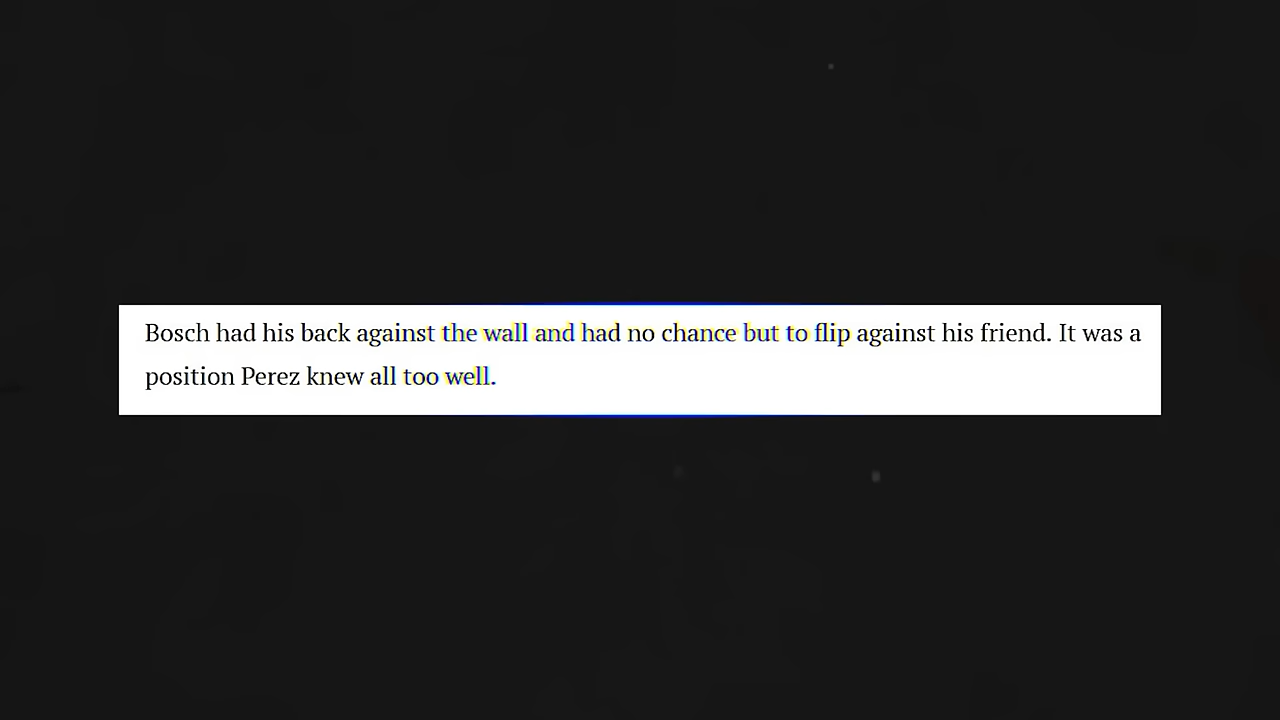 Bosch had his back against the wall and had no chance but to flip against his friend. It was a
position Perez knew all too well.